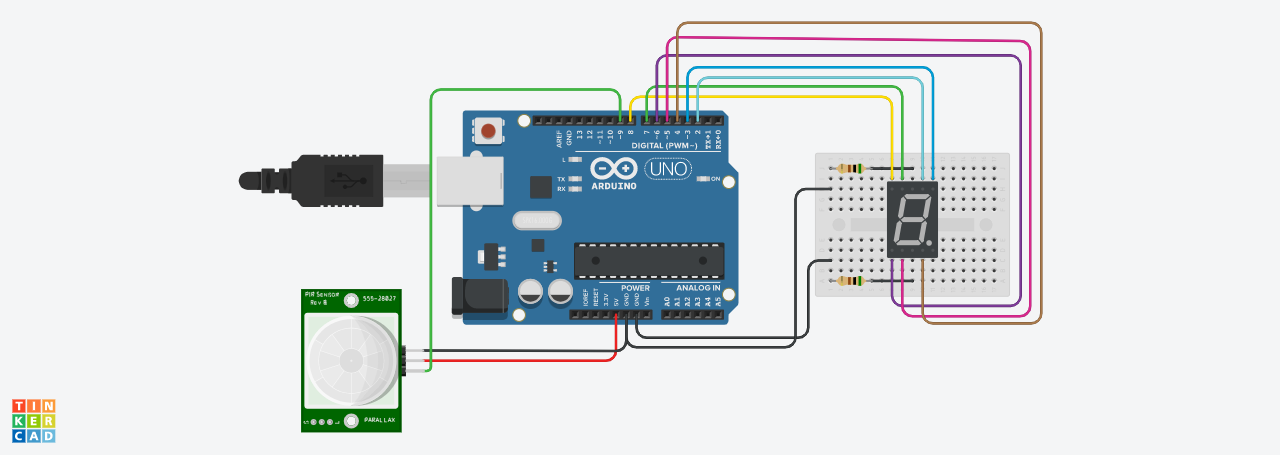 AREF
GND
13
12
~11
~10
~9
8
7
~6
~5
4
~3
2
TX→1
RX←0
DIGITAL (PWM~)
L
TX
RX
UNO
ON
ARDUINO
PIR SENSOR
Rev B
555-28027
PARALLAX
POWER
ANALOG IN
IOREF
RESET
3.3V
5V
GND
GND
Vin
A0
A1
A2
A3
A4
A5
TIN
KER
CAD